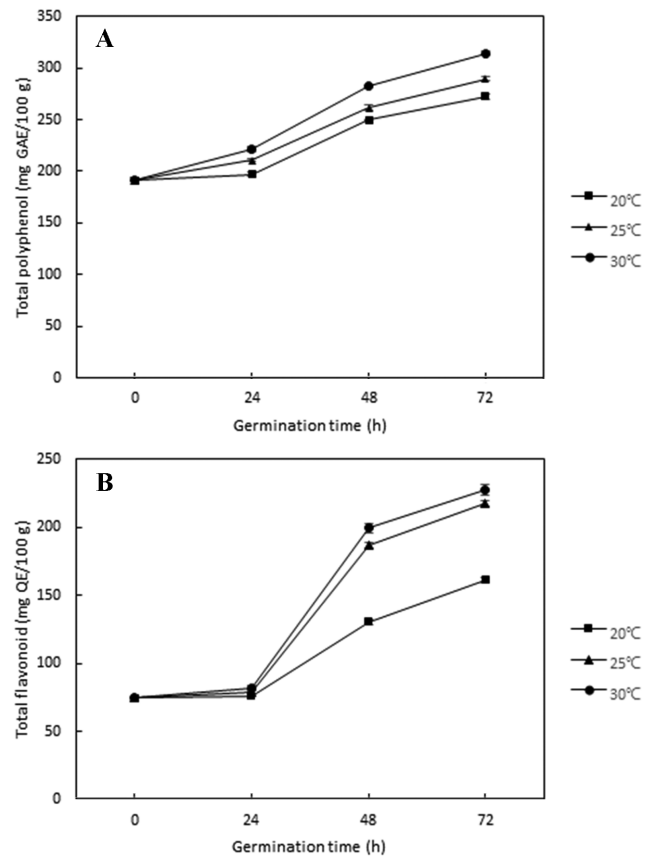 A
Total polyphenol (mg GAE/100 g)
350
300
250
200
150
100
50
0
0 24 48 72
Germination time (h)
20℃
25℃
30℃
B
Total flavonoid (mg QE/100 g)
250
200
150
100
50
0
0 24 48 72
Germination time (h)
20℃
25℃
30℃